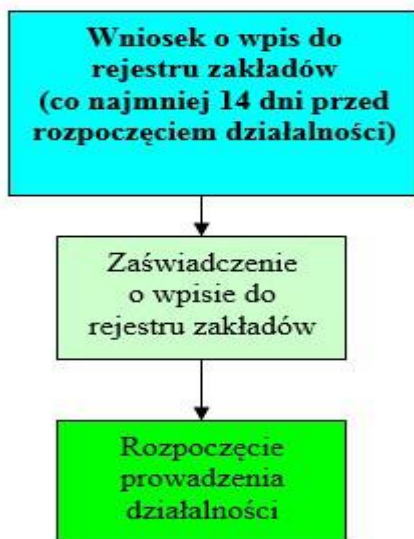 Wniosek o wpis do
rejestru zakładów
(co najmniej 14 dni przed
rozpoczęciem działalności)
Zaświadczenie
o wpisie do
rejestru zakładów
Rozpoczęcie
prowadzenia
działalności